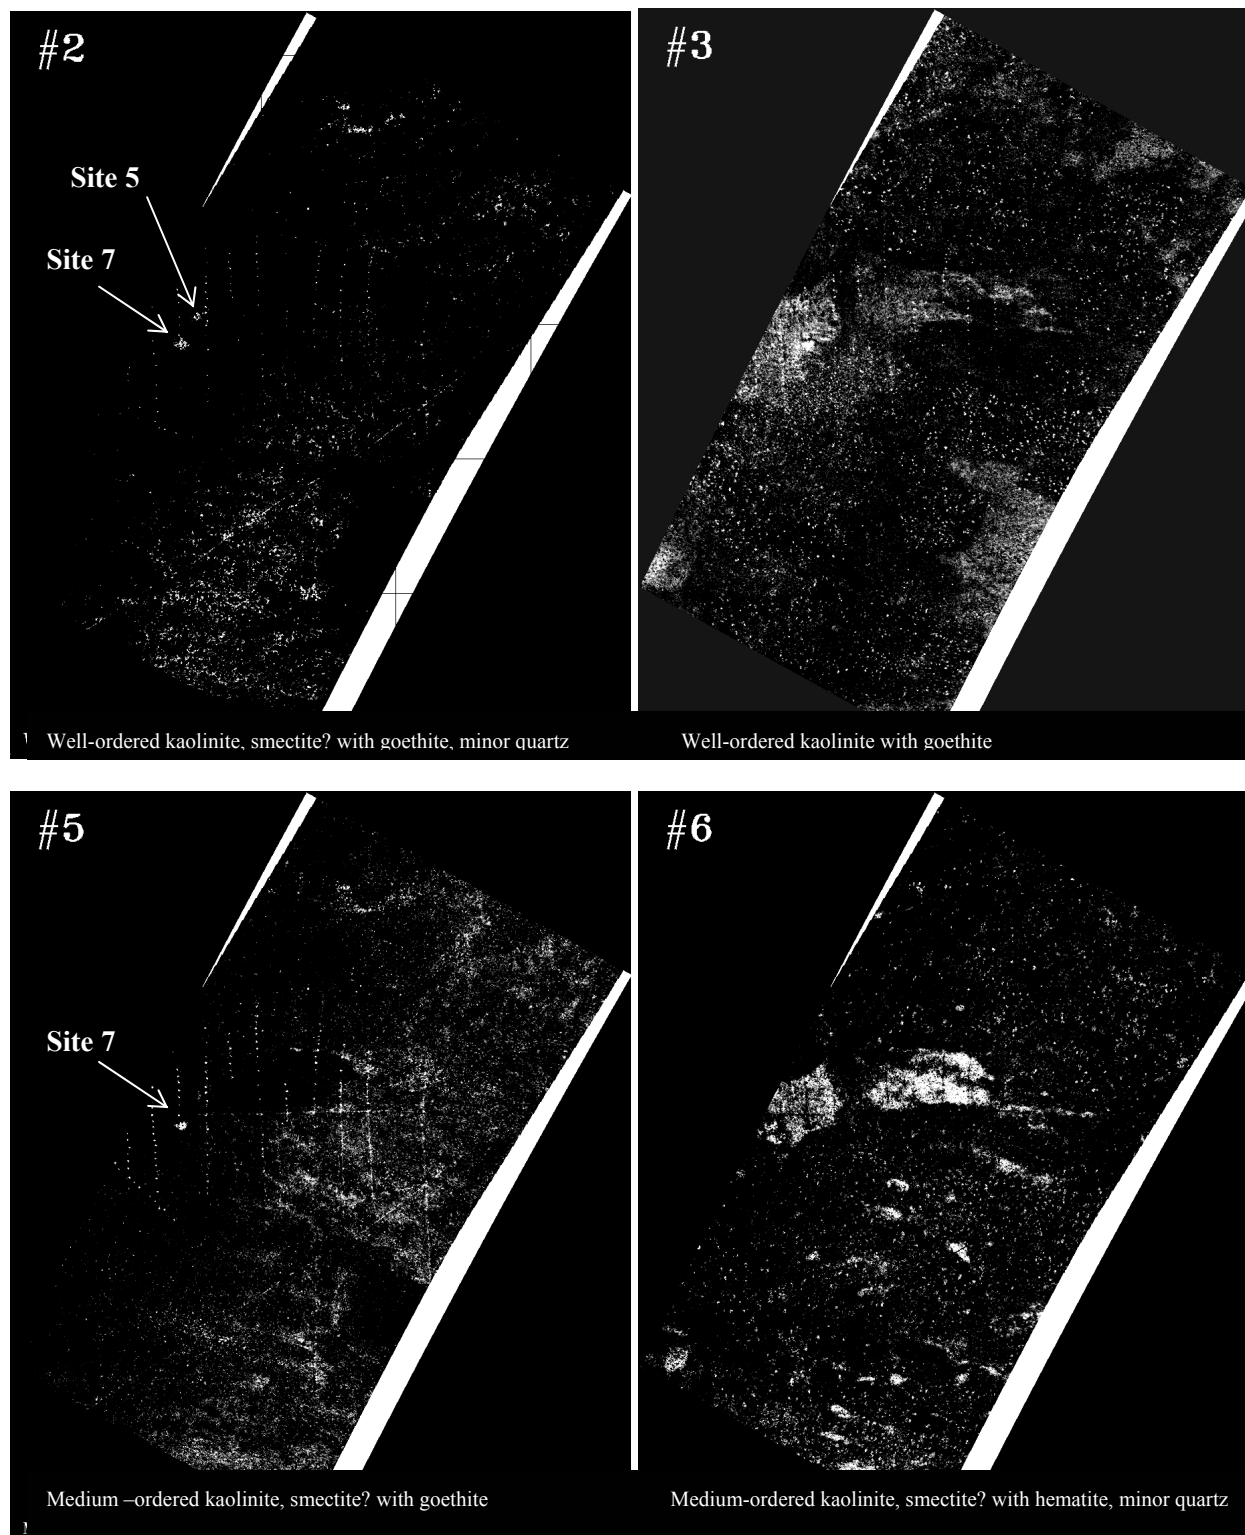 #2
#3
Site 5
Site 7
Well-ordered kaolinite, smectite? with goethite, minor quartz
Well-ordered kaolinite with goethite
#5
#6
Site 7
Medium –ordered kaolinite, smectite? with goethite
Medium-ordered kaolinite, smectite? with hematite, minor quartz